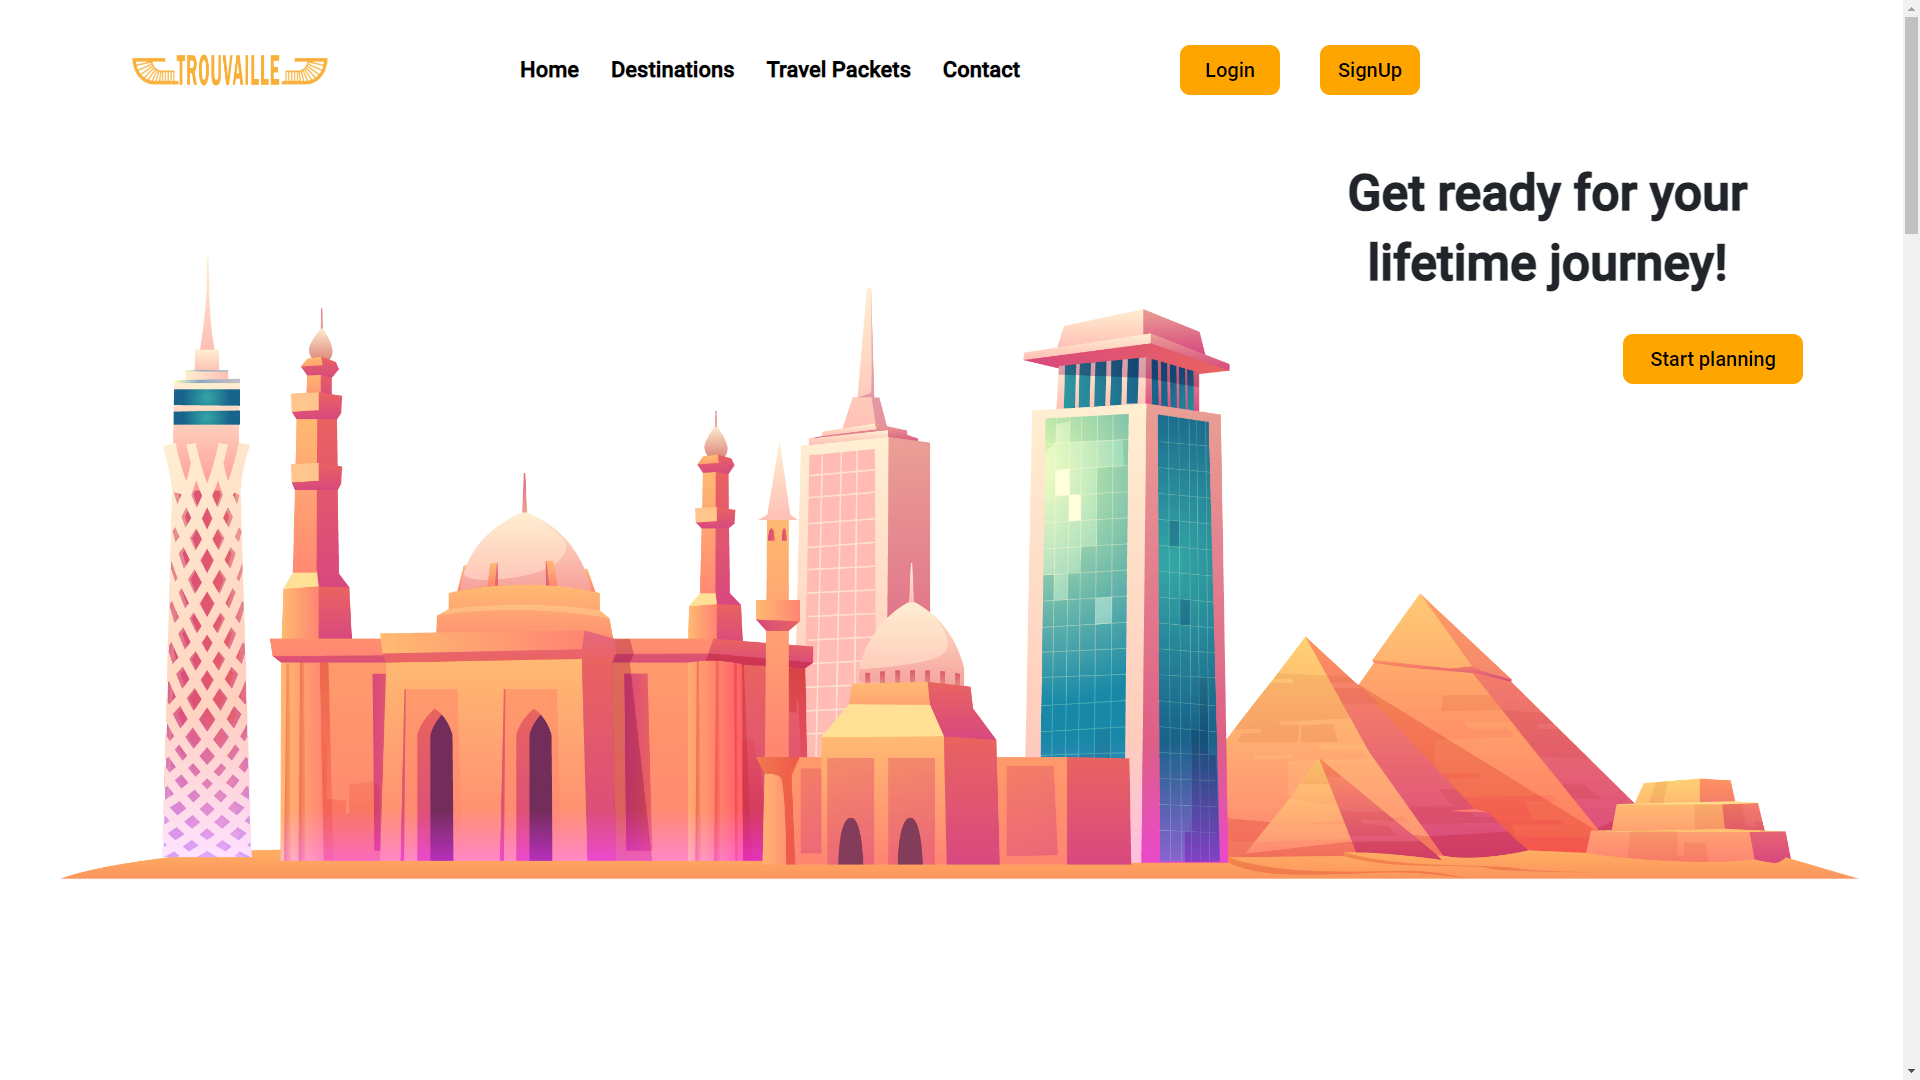 TROUVAILLE
Home
Destinations
Travel Packets
Contact
Login
SignUp
Get ready for your
lifetime journey!
Start planning